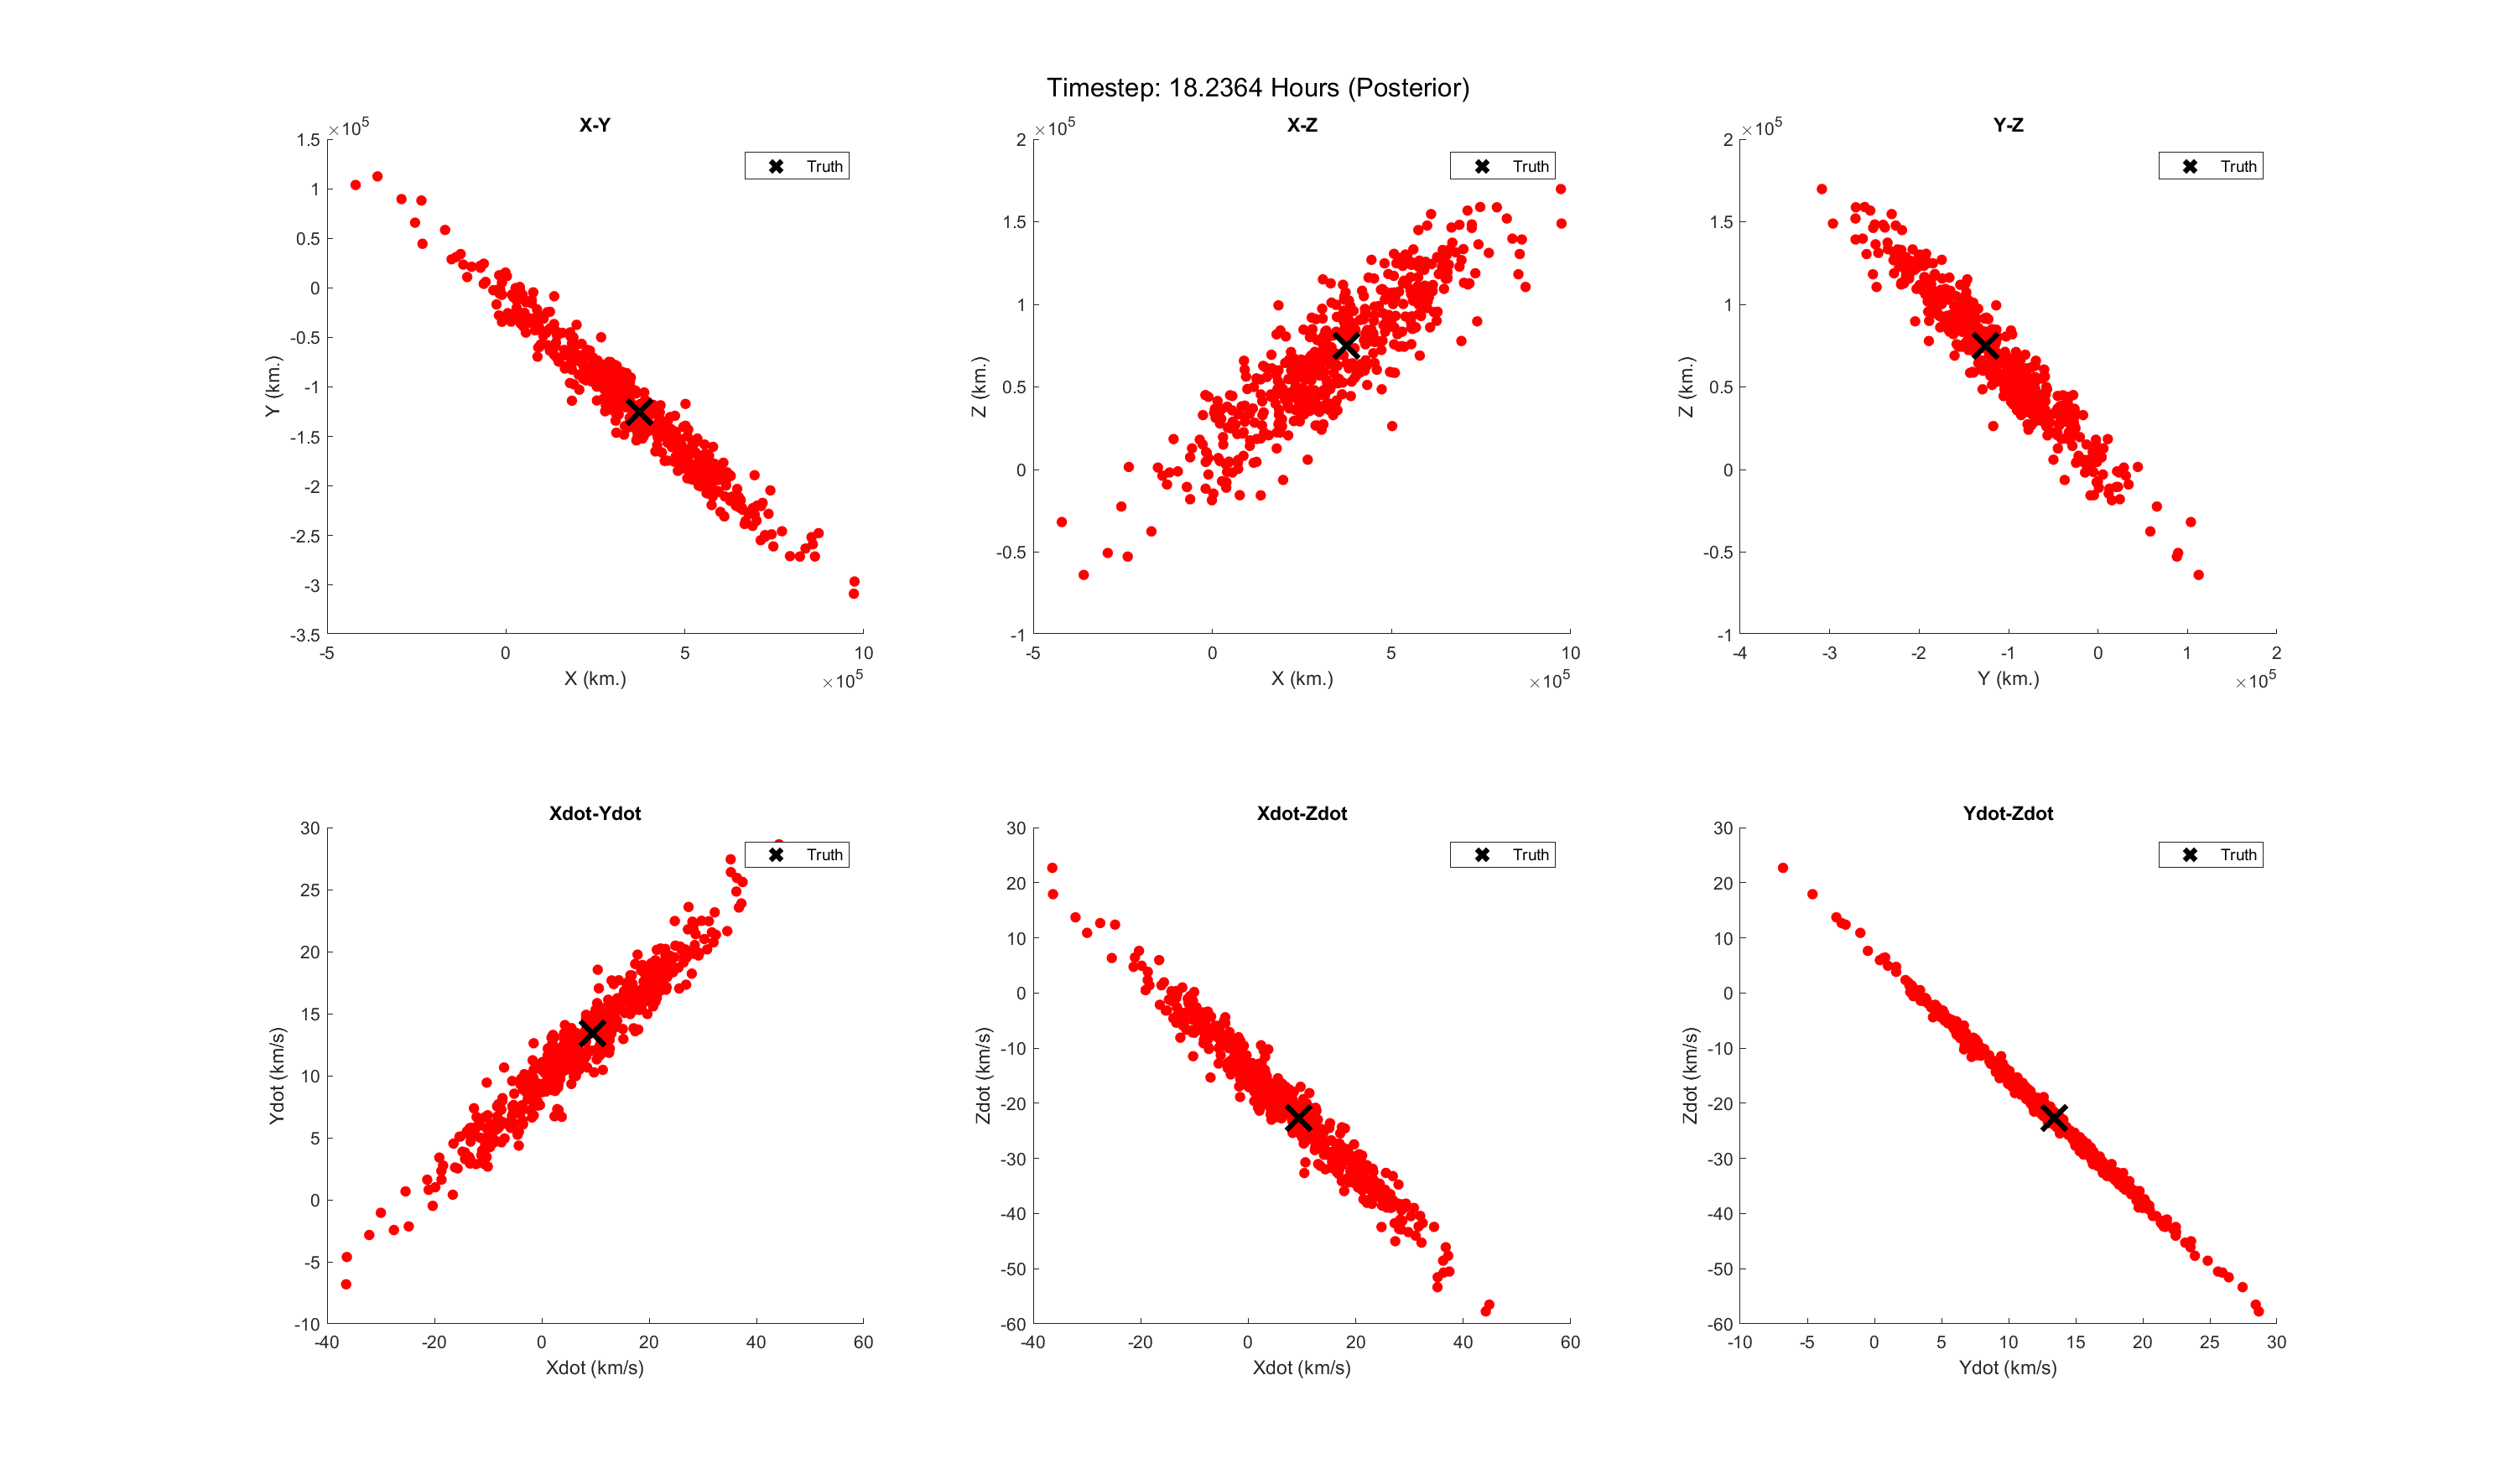 Timestep: 18.2364 Hours (Posterior)
X-Y
×10^5
Truth
1.5
1
0.5
0
-0.5
-1
-1.5
-2
-2.5
-3
-3.5
Y (km.)
-5 0 5 10
X (km.)
×10^5
X-Z
×10^5
Truth
2
1.5
1
0.5
0
-0.5
-1
Z (km.)
-5 0 5 10
X (km.)
×10^5
Y-Z
×10^5
Truth
2
1.5
1
0.5
0
-0.5
-1
Z (km.)
-4 -3 -2 -1 0 1 2
Y (km.)
×10^5
Xdot-Ydot
Truth
30
25
20
15
10
5
0
-5
-10
Ydot (km/s)
-40 -20 0 20 40 60
Xdot (km/s)
Xdot-Zdot
Truth
30
20
10
0
-10
-20
-30
-40
-50
-60
Zdot (km/s)
-40 -20 0 20 40 60
Xdot (km/s)
Ydot-Zdot
Truth
30
20
10
0
-10
-20
-30
-40
-50
-60
Zdot (km/s)
-10 -5 0 5 10 15 20 25 30
Ydot (km/s)